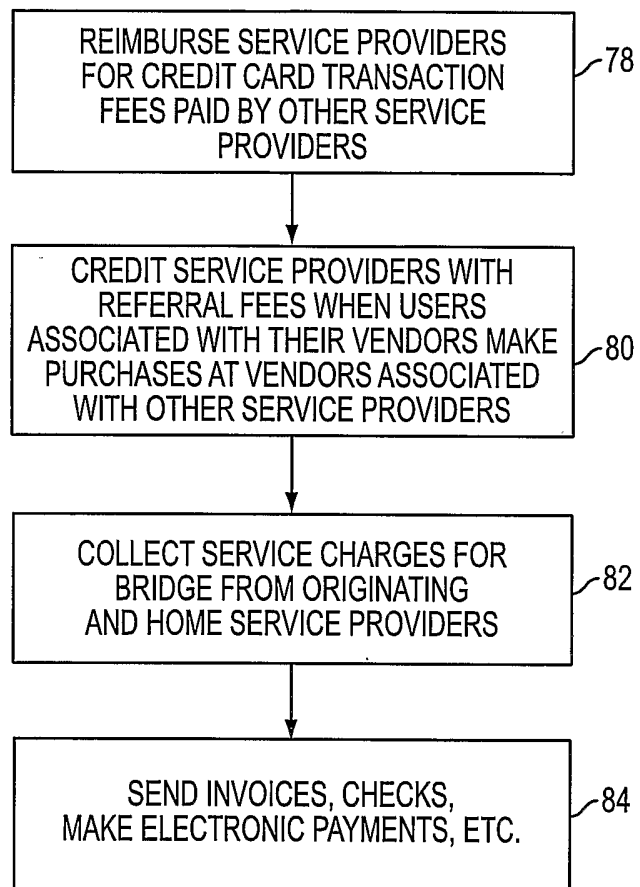 REIMBURSE SERVICE PROVIDERS
FOR CREDIT CARD TRANSACTION
FEES PAID BY OTHER SERVICE
PROVIDERS
78
CREDIT SERVICE PROVIDERS WITH
REFERRAL FEES WHEN USERS
ASSOCIATED WITH THEIR VENDORS MAKE
PURCHASES AT VENDORS ASSOCIATED
WITH OTHER SERVICE PROVIDERS
80
COLLECT SERVICE CHARGES FOR
BRIDGE FROM ORIGINATING
AND HOME SERVICE PROVIDERS
82
SEND INVOICES, CHECKS,
MAKE ELECTRONIC PAYMENTS, ETC.
84